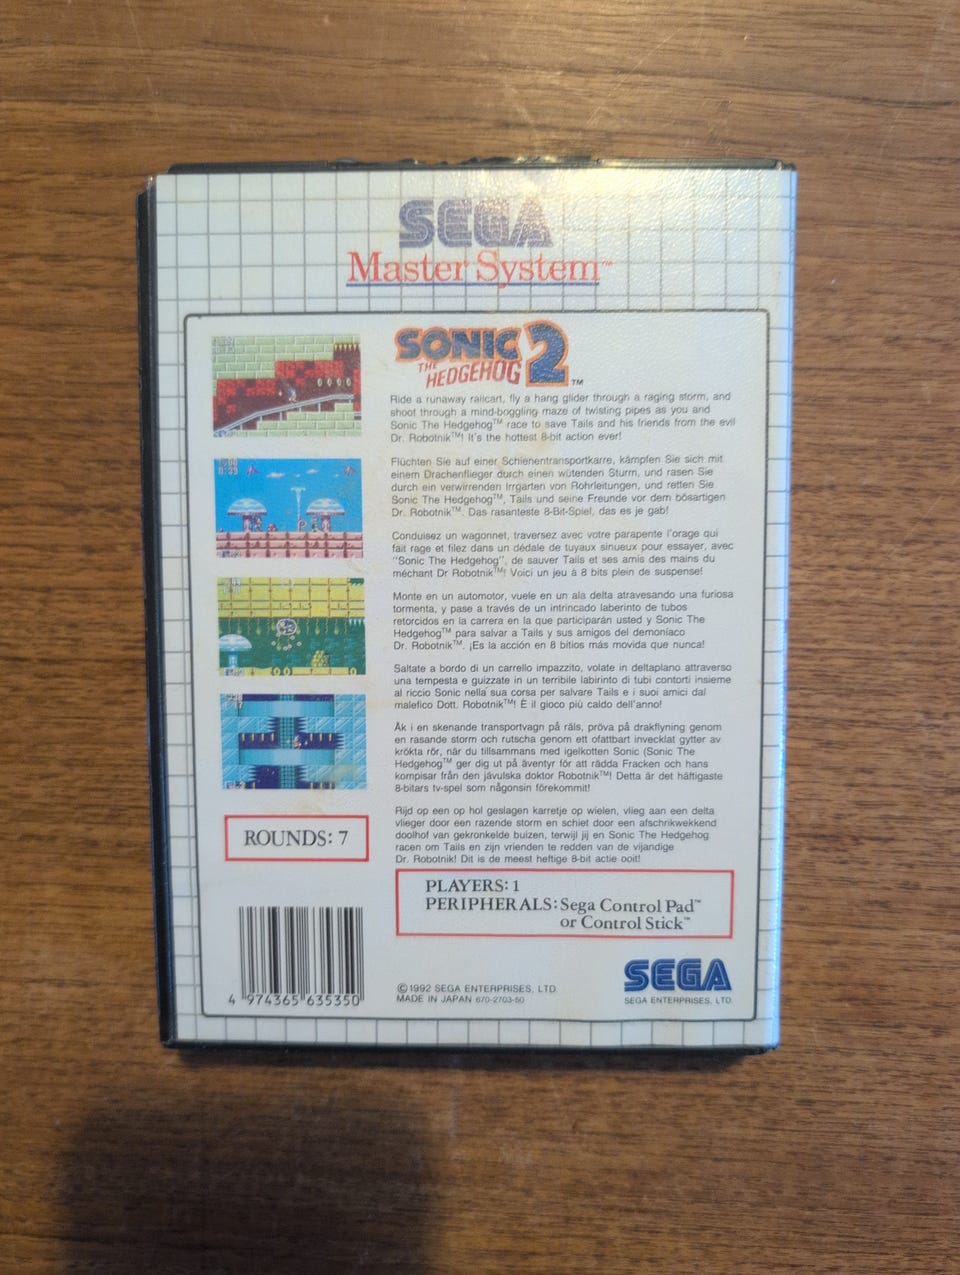 SEGA
Master System™
SONIC
THE
HEDGEHOG 2™
Ride a runaway railcart, fly a hang glider through a raging storm, and
shoot through a mind-boggling maze of twisting pipes as you and
Sonic The Hedgehog™ race to save Tails and his friends from the evil
Dr. Robotnik™! It's the hottest 8-bit action ever!
Flüchten Sie auf einer Schienentransportkarre, kämpfen Sie sich mit
einem Drachenflieger durch einen wütenden Sturm, und rasen Sie
durch ein verwirrenden Irrgarten von Rohrleitungen, und retten Sie
Sonic The Hedgehog™, Tails und seine Freunde vor dem bösartigen
Dr. Robotnik™. Das rasanteste 8-Bit-Spiel, das es je gab!
Conduisez un wagonnet, traversez avec votre parapente l'orage qui
fait rage et filez dans un dédale de tuyaux sinueux pour essayer, avec
"Sonic The Hedgehog", de sauver Tails et ses amis des mains du
méchant Dr Robotnik™! Voici un jeu à 8 bits plein de suspense!
Monte en un automotor, vuele en un ala delta atravesando una furiosa
tormenta, y pase a través de un intrincado laberinto de tubos
retorcidos en la carrera en la que participarán usted y Sonic The
Hedgehog™ para salvar a Tails y sus amigos del demoníaco
Dr. Robotnik™. ¡Es la acción en 8 bitios más movida que nunca!
Saltate a bordo di un carrello impazzito, volate in deltaplano attraverso
una tempesta e guizzate in un terribile labirinto di tubi contorti insieme
al riccio Sonic nella sua corsa per salvare Tails e i suoi amici dal
malefico Dott. Robotnik™! È il gioco più caldo dell'anno!
Åk i en skenande transportvagn på räls, pröva på drakflyning genom
en rasande storm och rutscha genom ett ofattbart invecklat gytter av
krökta rör, när du tillsammans med igelkotten Sonic (Sonic The
Hedgehog™ ger dig ut på äventyr för att rädda Fracken och hans
kompisar från den jävulska doktor Robotnik™! Detta är det häftigaste
8-bitars tv-spel som någonsin förekommit!
Rijd op een op hol geslagen karretje op wielen, vlieg aan een delta
vlieger door een razende storm en schiet door een afschrikwekkend
doolhof van gekronkelde buizen, terwijl jij en Sonic The Hedgehog
racen om Tails en zijn vrienden te redden van de vijandige
Dr. Robotnik! Dit is de meest heftige 8-bit actie ooit!
ROUNDS: 7
PLAYERS: 1
PERIPHERALS: Sega Control Pad™
or Control Stick™
4 974365 635350
©1992 SEGA ENTERPRISES, LTD.
MADE IN JAPAN 670-2703-50
SEGA
SEGA ENTERPRISES, LTD.